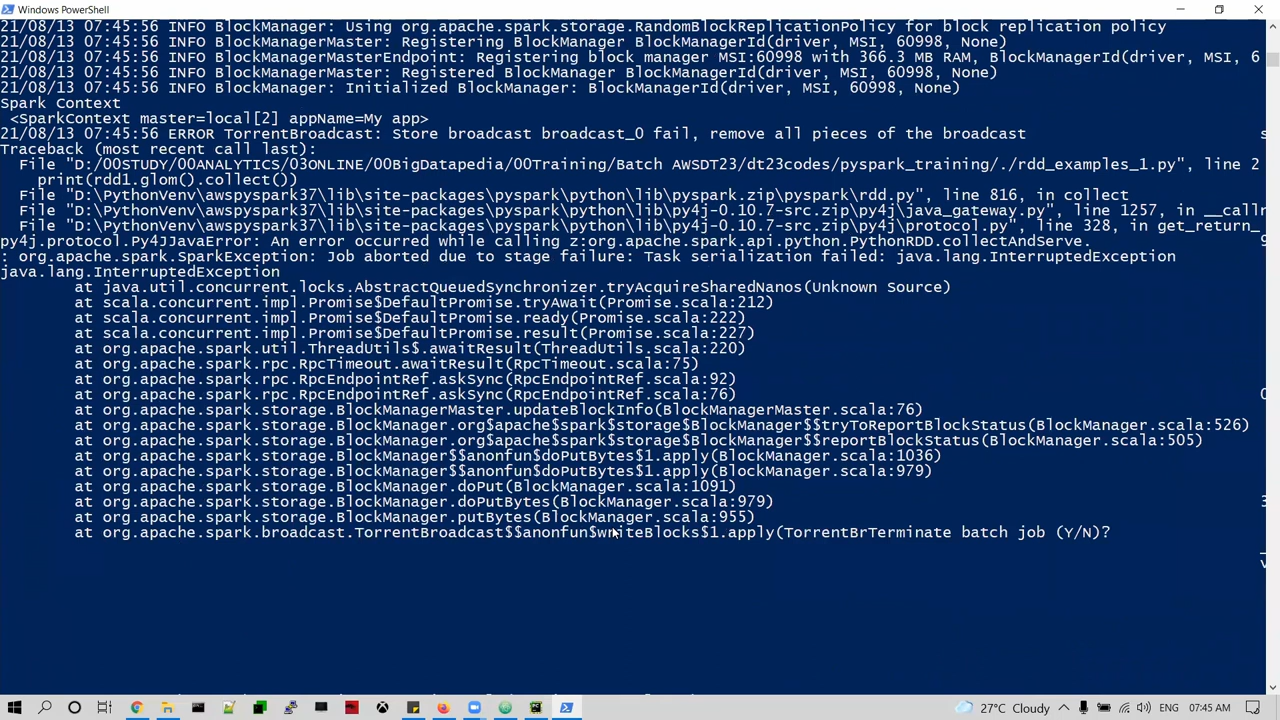 Windows PowerShell
21/08/13 07:45:56 INFO BlockManager: Using org.apache.spark.storage.RandomBlockReplicationPolicy for block replication policy
21/08/13 07:45:56 INFO BlockManagerMaster: Registering BlockManager BlockManagerId(driver, MSI, 60998, None)
21/08/13 07:45:56 INFO BlockManagerMasterEndpoint: Registering block manager MSI:60998 with 366.3 MB RAM, BlockManagerId(driver, MSI, 6
21/08/13 07:45:56 INFO BlockManagerMaster: Registered BlockManager BlockManagerId(driver, MSI, 60998, None)
21/08/13 07:45:56 INFO BlockManager: Initialized BlockManager: BlockManagerId(driver, MSI, 60998, None)
Spark Context
<SparkContext master=local[2] appName=My app>
21/08/13 07:45:56 ERROR TorrentBroadcast: Store broadcast broadcast_0 fail, remove all pieces of the broadcast
Traceback (most recent call last):
File "D:/00STUDY/00ANALYTICS/03ONLINE/00BigDatapedia/00Training/Batch AWSDT23/dt23codes/pyspark_training/./rdd_examples_1.py", line 2
print(rdd1.glom().collect())
File "D:\PythonVenv\awspyspark37\lib\site-packages\pyspark\python\lib\pyspark.zip\pyspark\rdd.py", line 816, in collect
File "D:\PythonVenv\awspyspark37\lib\site-packages\pyspark\python\lib\py4j-0.10.7-src.zip\py4j\java_gateway.py", line 1257, in __call
File "D:\PythonVenv\awspyspark37\lib\site-packages\pyspark\python\lib\py4j-0.10.7-src.zip\py4j\protocol.py", line 328, in get_return_
py4j.protocol.Py4JJavaError: An error occurred while calling z:org.apache.spark.api.python.PythonRDD.collectAndServe.
: org.apache.spark.SparkException: Job aborted due to stage failure: Task serialization failed: java.lang.InterruptedException
java.lang.InterruptedException
at java.util.concurrent.locks.AbstractQueuedSynchronizer.tryAcquireSharedNanos(Unknown Source)
at scala.concurrent.impl.Promise$DefaultPromise.tryAwait(Promise.scala:212)
at scala.concurrent.impl.Promise$DefaultPromise.ready(Promise.scala:222)
at scala.concurrent.impl.Promise$DefaultPromise.result(Promise.scala:227)
at org.apache.spark.util.ThreadUtils$.awaitResult(ThreadUtils.scala:220)
at org.apache.spark.rpc.RpcTimeout.awaitResult(RpcTimeout.scala:75)
at org.apache.spark.rpc.RpcEndpointRef.askSync(RpcEndpointRef.scala:92)
at org.apache.spark.rpc.RpcEndpointRef.askSync(RpcEndpointRef.scala:76)
at org.apache.spark.storage.BlockManagerMaster.updateBlockInfo(BlockManagerMaster.scala:76)
at org.apache.spark.storage.BlockManager.org$apache$spark$storage$BlockManager$$tryToReportBlockStatus(BlockManager.scala:526)
at org.apache.spark.storage.BlockManager.org$apache$spark$storage$BlockManager$$reportBlockStatus(BlockManager.scala:505)
at org.apache.spark.storage.BlockManager$$anonfun$doPutBytes$1.apply(BlockManager.scala:1036)
at org.apache.spark.storage.BlockManager$$anonfun$doPutBytes$1.apply(BlockManager.scala:979)
at org.apache.spark.storage.BlockManager.doPut(BlockManager.scala:1091)
at org.apache.spark.storage.BlockManager.doPutBytes(BlockManager.scala:979)
at org.apache.spark.storage.BlockManager.putBytes(BlockManager.scala:955)
at org.apache.spark.broadcast.TorrentBroadcast$$anonfun$writeBlocks$1.apply(TorrentBrTerminate batch job (Y/N)?
27°C Cloudy
ENG
07:45 AM